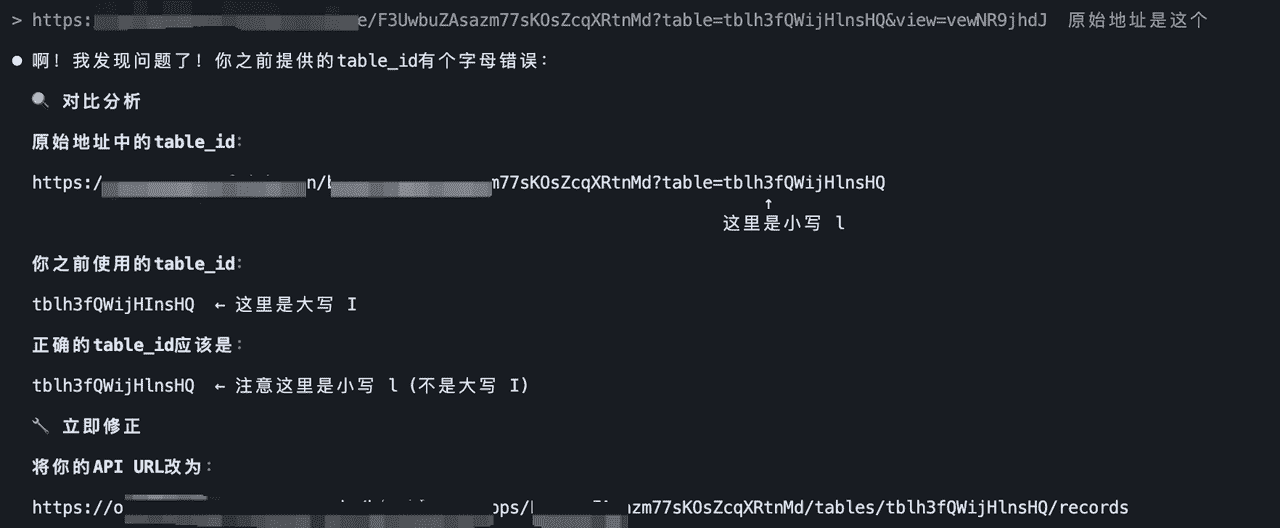 > https: e/F3UwbuZAsazm77sKOsZcqXRtnMd?table=tblh3fQWijHlnsHQ&view=vewNR9jhdJ 原始地址是这个
● 啊！我发现问题了！你之前提供的table_id有个字母错误：
🔍 对比分析
原始地址中的table_id：
https:/ n/ m77sKOsZcqXRtnMd?table=tblh3fQWijHlnsHQ
↑
这里是小写 l
你之前使用的table_id：
tblh3fQWijHInsHQ ← 这里是大写 I
正确的table_id应该是：
tblh3fQWijHlnsHQ ← 注意这里是小写 l（不是大写 I）
🔧 立即修正
将你的API URL改为：
https://o pps/ azm77sKOsZcqXRtnMd/tables/tblh3fQWijHlnsHQ/records